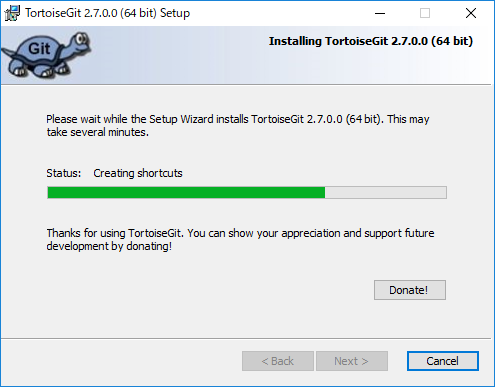 TortoiseGit 2.7.0.0 (64 bit) Setup
Git
Installing TortoiseGit 2.7.0.0 (64 bit)
Please wait while the Setup Wizard installs TortoiseGit 2.7.0.0 (64 bit). This may
take several minutes.
Status: Creating shortcuts
Thanks for using TortoiseGit. You can show your appreciation and support future
development by donating!
Donate!
< Back Next > Cancel